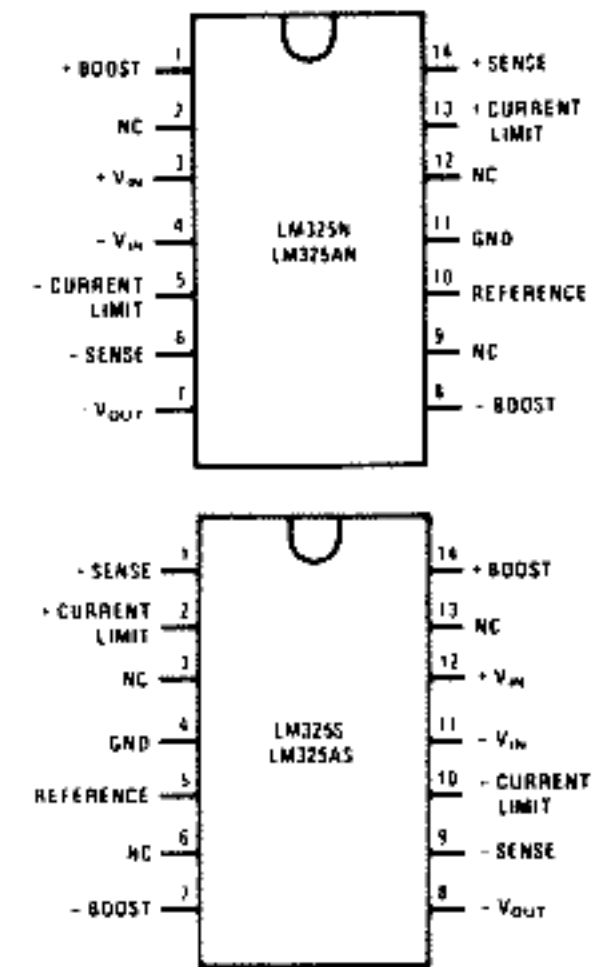 + BOOST 1
NC 2
+ VIN 3
- VIN 4
- CURRENT LIMIT 5
- SENSE 6
- VOUT 7
LM325N
LM325AN
14 + SENSE
13 + CURRENT LIMIT
12 NC
11 GND
10 REFERENCE
9 NC
8 - BOOST
- SENSE 1
+ CURRENT LIMIT 2
NC 3
GND 4
REFERENCE 5
NC 6
- BOOST 7
LM325S
LM325AS
14 + BOOST
13 NC
12 + VIN
11 - VIN
10 - CURRENT LIMIT
9 - SENSE
8 - VOUT